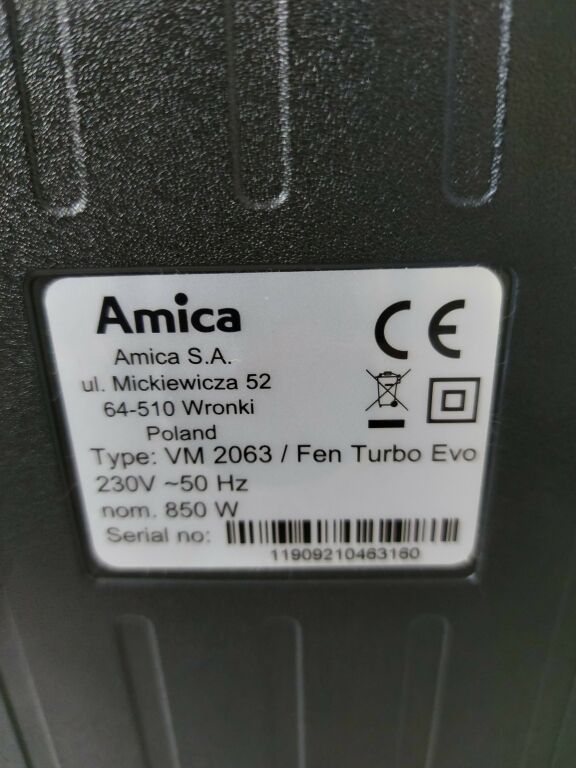 Amica
CE
Amica S.A.
ul. Mickiewicza 52
64-510 Wronki
Poland
Type: VM 2063 / Fen Turbo Evo
230V ~50 Hz
nom. 850 W
Serial no:
11909210463160